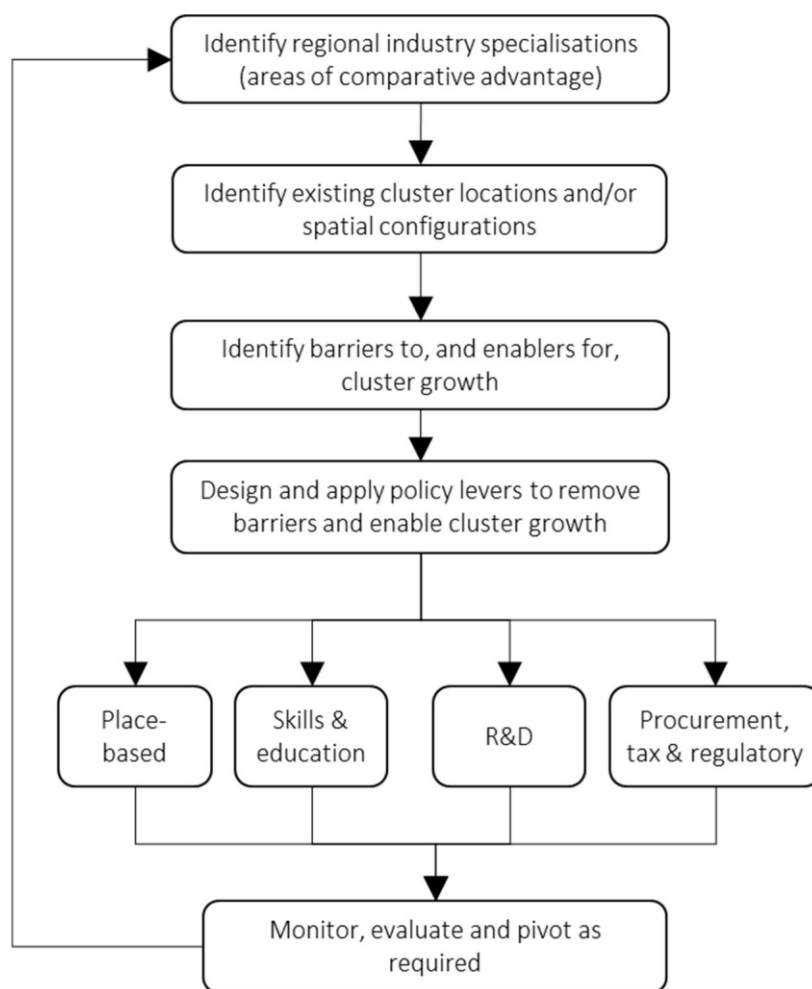 Identify regional industry specialisations
(areas of comparative advantage)
Identify existing cluster locations and/or
spatial configurations
Identify barriers to, and enablers for,
cluster growth
Design and apply policy levers to remove
barriers and enable cluster growth
Place-
based
Skills &
education
R&D
Procurement,
tax & regulatory
Monitor, evaluate and pivot as
required